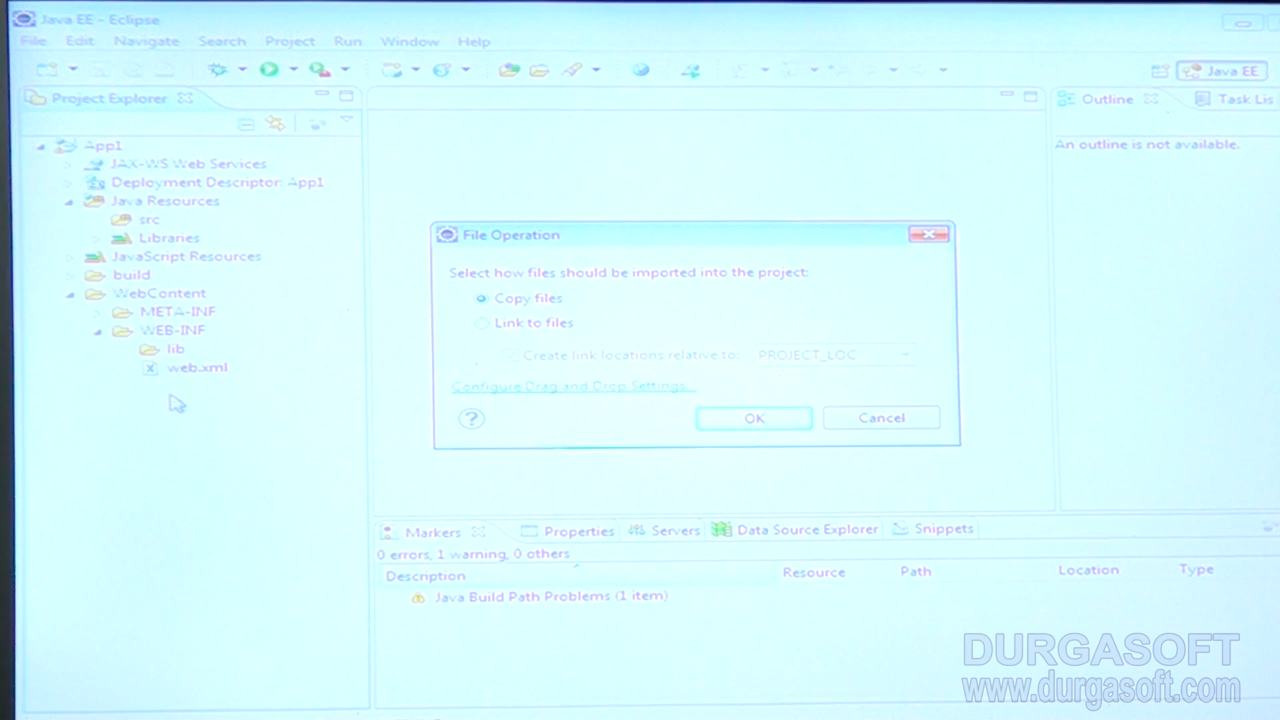 Java EE - Eclipse
File Edit Navigate Search Project Run Window Help
Java EE
Project Explorer
App1
JAX-WS Web Services
Deployment Descriptor: App1
Java Resources
src
Libraries
JavaScript Resources
build
WebContent
META-INF
WEB-INF
lib
web.xml
Outline
Task Lis
An outline is not available.
File Operation
Select how files should be imported into the project:
Copy files
Link to files
Create link locations relative to: PROJECT_LOC
Configure Drag and Drop Settings...
?
OK
Cancel
Markers Properties Servers Data Source Explorer Snippets
0 errors, 1 warning, 0 others
Description Resource Path Location Type
Java Build Path Problems (1 item)
DURGASOFT
www.durgasoft.com